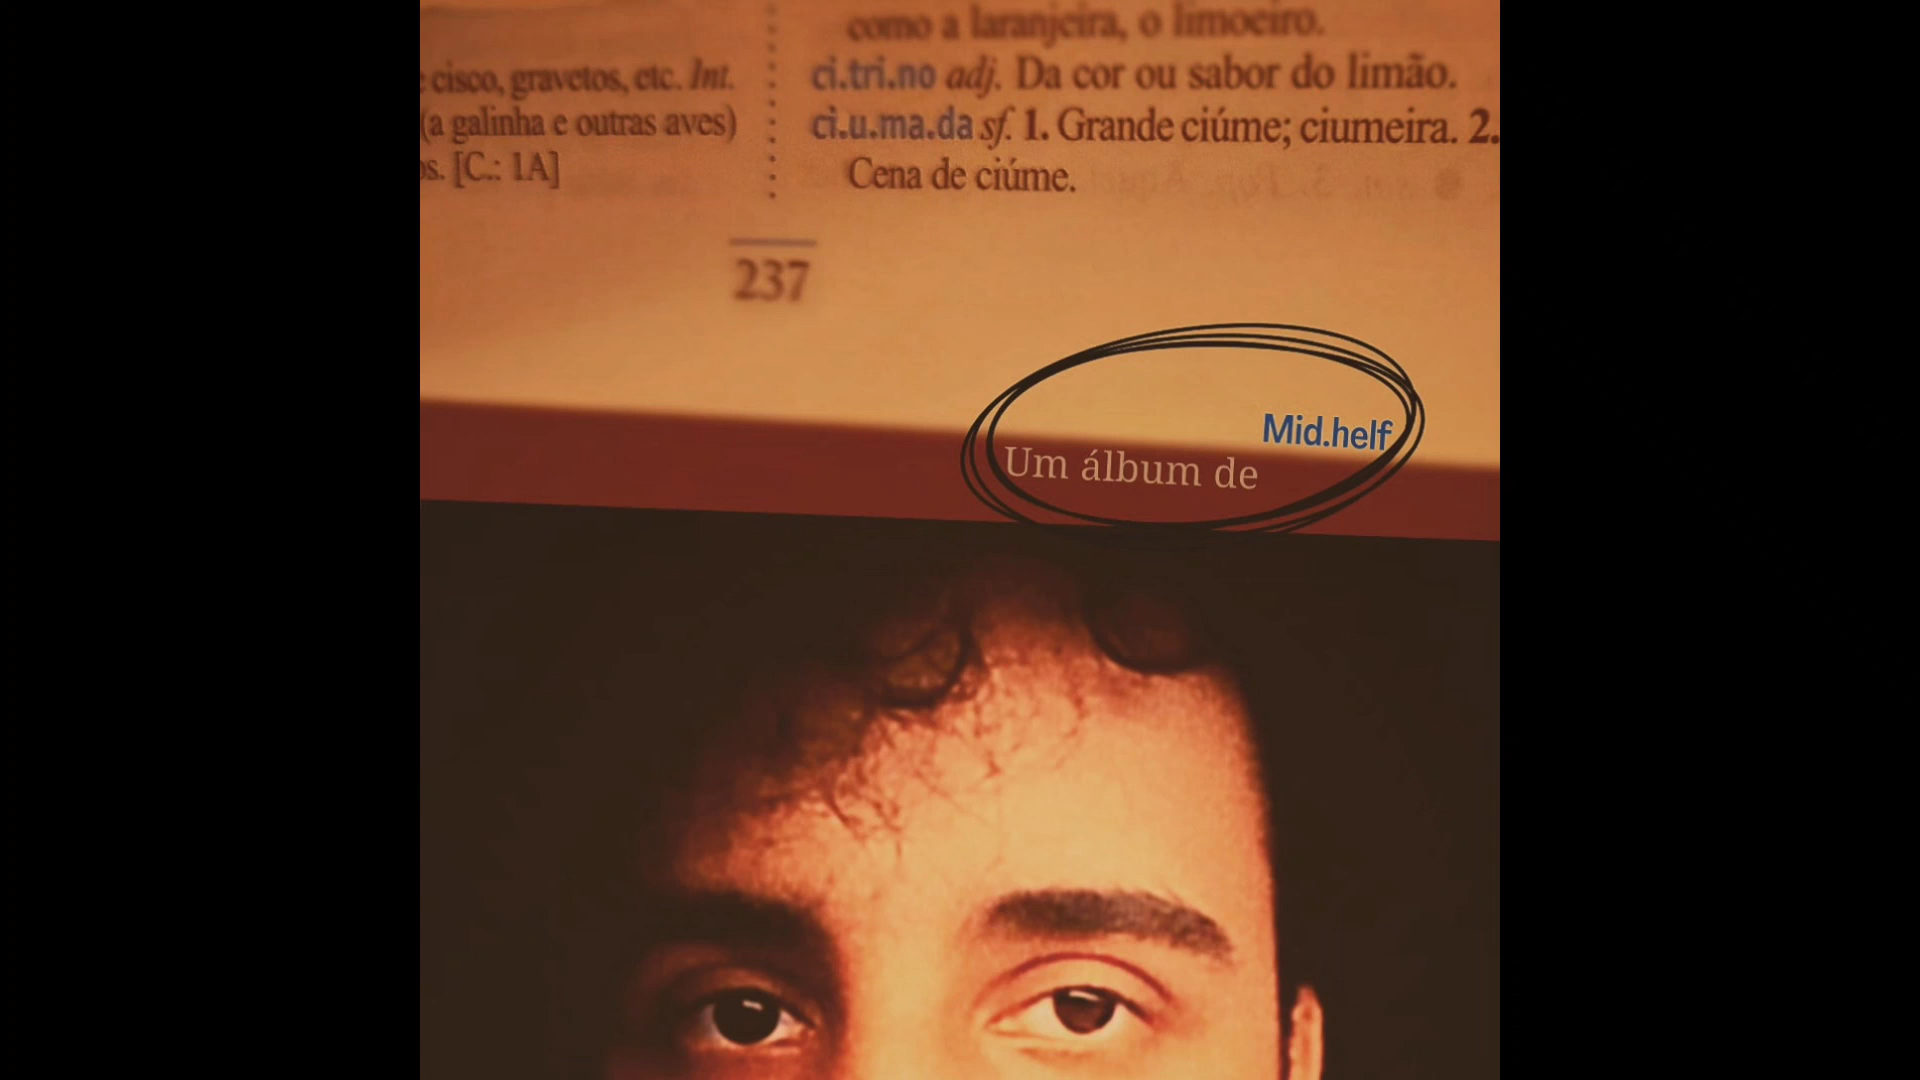 como a laranjeira, o limoeiro.
e cisco, gravetos, etc. Int.
(a galinha e outras aves)
os. [C.: 1A]
ci.tri.no adj. Da cor ou sabor do limão.
ci.u.ma.da sf. 1. Grande ciúme; ciumeira. 2.
Cena de ciúme.
237
Mid.helf
Um álbum de